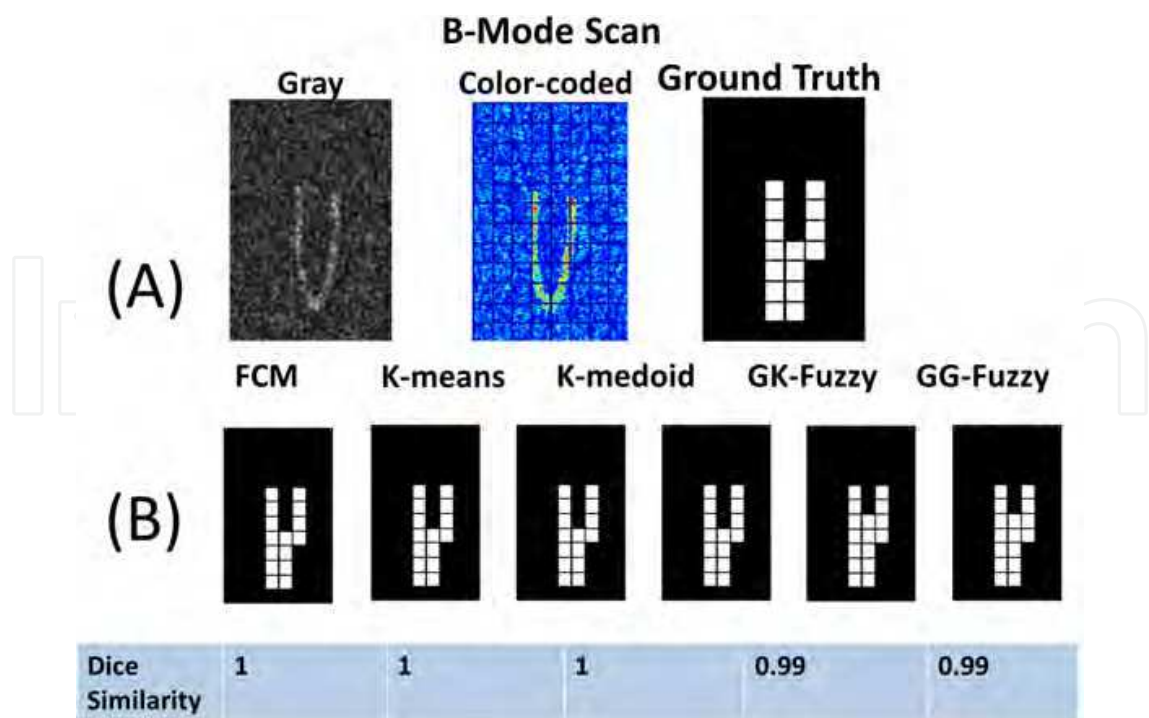 B-Mode Scan
Gray Color-coded Ground Truth
(A)
FCM K-means K-medoid GK-Fuzzy GG-Fuzzy
(B)
Dice 1 1 1 0.99 0.99
Similarity